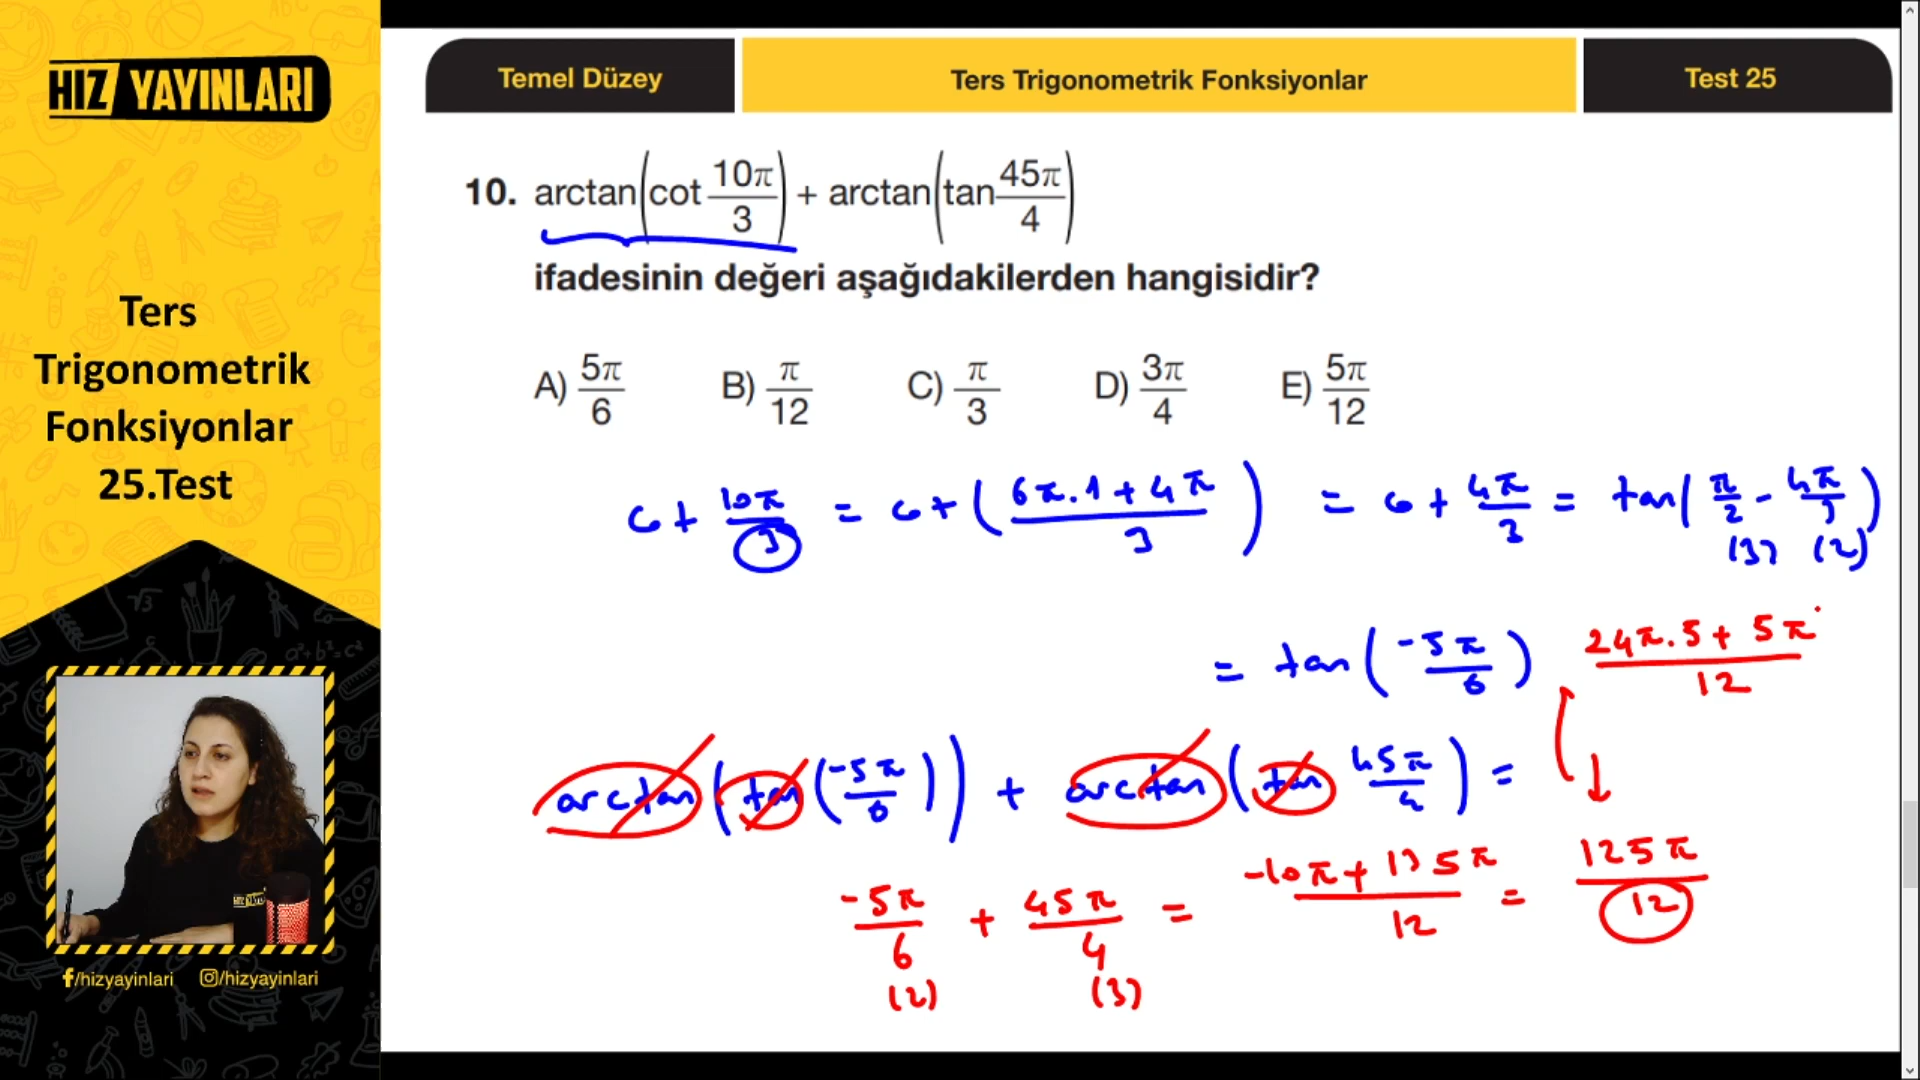 HIZ YAYINLARI
Ters
Trigonometrik
Fonksiyonlar
25.Test
/hizyayinlari /hizyayinlari
Temel Düzey Ters Trigonometrik Fonksiyonlar Test 25
10. arctan(cot 10π/3) + arctan(tan 45π/4)
ifadesinin değeri aşağıdakilerden hangisidir?
A) 5π/6 B) π/12 C) π/3 D) 3π/4 E) 5π/12
cot 10π/3 = cot(6π.1+4π/3) = cot 4π/3 = tan(π/2 - 4π/3)
(3) (2)
= tan(-5π/6) 24π.5+5π/12
arctan(tan(-5π/6)) + arctan(tan 45π/4) =
-5π/6 + 45π/4 = -10π+135π/12 = 125π/12
(2) (3)